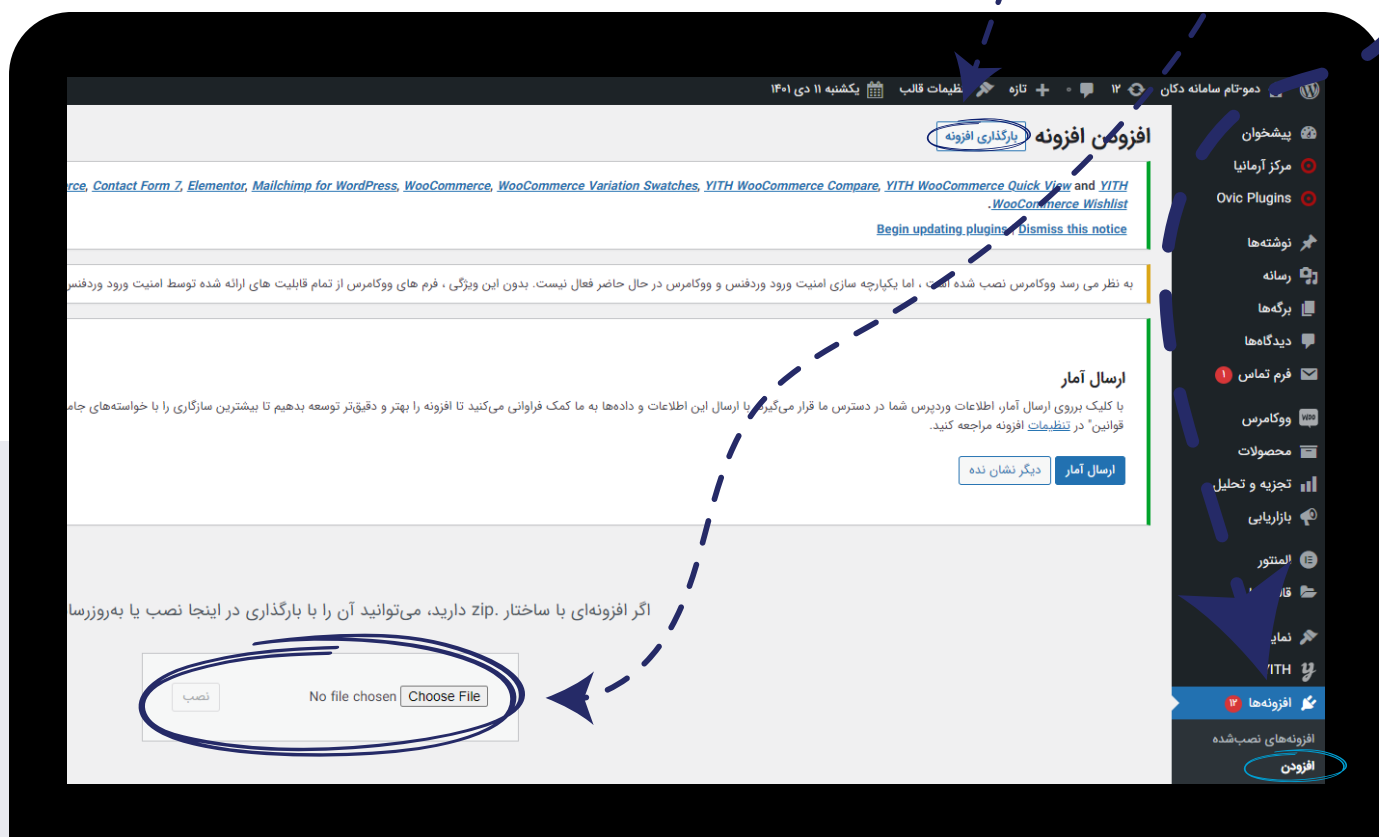 دمو-تام سامانه دکان
۱۲
۰
تازه
تنظیمات قالب
یکشنبه ۱۱ دی ۱۴۰۱
افزودن افزونه
بارگذاری افزونه
Contact Form 7, Elementor, Mailchimp for WordPress, WooCommerce, WooCommerce Variation Swatches, YITH WooCommerce Compare, YITH WooCommerce Quick View and YITH
WooCommerce Wishlist.
Begin updating plugins | Dismiss this notice
به نظر می رسد ووکامرس نصب شده است ، اما یکپارچه سازی امنیت ورود وردفنس و ووکامرس در حال حاضر فعال نیست. بدون این ویژگی ، فرم های ووکامرس از تمام قابلیت های ارائه شده توسط امنیت ورود وردفنس
ارسال آمار
با کلیک برروی ارسال آمار، اطلاعات وردپرس شما در دسترس ما قرار می‌گیرد. با ارسال این اطلاعات و داده‌ها به ما کمک فراوانی می‌کنید تا افزونه را بهتر و دقیق‌تر توسعه بدهیم تا بیشترین سازگاری را با خواسته‌های
قوانین" در تنظیمات افزونه مراجعه کنید.
ارسال آمار
دیگر نشان نده
اگر افزونه‌ای با ساختار .zip دارید، می‌توانید آن را با بارگذاری در اینجا نصب یا
Choose File No file chosen
نصب
پیشخوان
مرکز آرمانیا
Ovic Plugins
نوشته‌ها
رسانه
برگه‌ها
دیدگاه‌ها
فرم تماس ۱
ووکامرس
محصولات
تجزیه و تحلیل
بازاریابی
المنتور
YITH
افزونه‌ها ۱۲
افزونه‌های نصب‌شده
افزودن